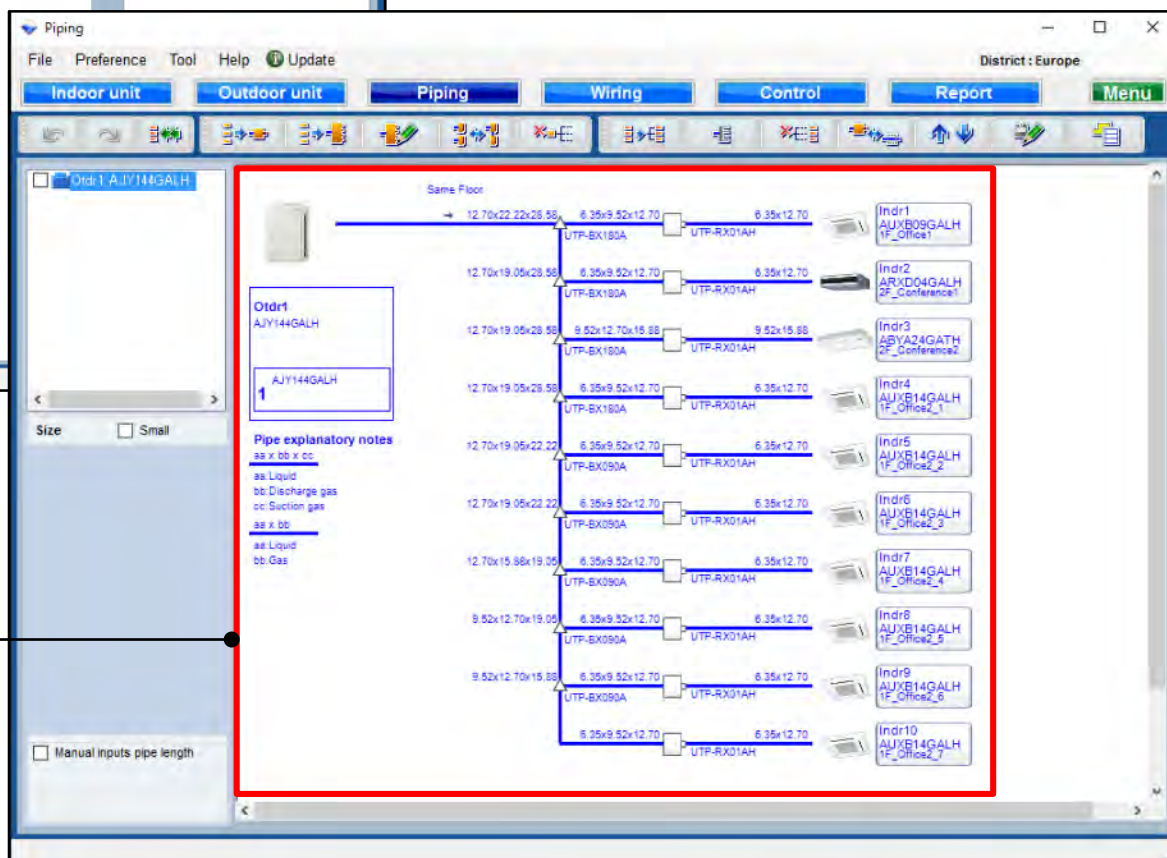 Piping
File Preference Tool Help Update District : Europe
Indoor unit Outdoor unit Piping Wiring Control Report Menu
Otdr1 AJY144GALH
Size Small
Manual inputs pipe length
Same Floor
Otdr1
AJY144GALH
1 AJY144GALH
Pipe explanatory notes
aa x bb x cc
aa:Liquid
bb:Discharge gas
cc:Suction gas
aa x bb
aa:Liquid
bb:Gas
12.70x22.22x28.58 6.35x9.52x12.70 6.35x12.70
UTP-BX180A UTP-RX01AH
Indr1
AUXB09GALH
1F_Office1
12.70x19.05x28.58 6.35x9.52x12.70 6.35x12.70
UTP-BX180A UTP-RX01AH
Indr2
ARXD04GALH
2F_Conference1
12.70x19.05x28.58 9.52x12.70x15.88 9.52x15.88
UTP-BX180A UTP-RX01AH
Indr3
ABYA24GATH
2F_Conference2
12.70x19.05x28.58 6.35x9.52x12.70 6.35x12.70
UTP-BX180A UTP-RX01AH
Indr4
AUXB14GALH
1F_Office2_1
12.70x19.05x22.22 6.35x9.52x12.70 6.35x12.70
UTP-BX090A UTP-RX01AH
Indr5
AUXB14GALH
1F_Office2_2
12.70x19.05x22.22 6.35x9.52x12.70 6.35x12.70
UTP-BX090A UTP-RX01AH
Indr6
AUXB14GALH
1F_Office2_3
12.70x15.88x19.05 6.35x9.52x12.70 6.35x12.70
UTP-BX090A UTP-RX01AH
Indr7
AUXB14GALH
1F_Office2_4
9.52x12.70x19.05 6.35x9.52x12.70 6.35x12.70
UTP-BX090A UTP-RX01AH
Indr8
AUXB14GALH
1F_Office2_5
9.52x12.70x15.88 6.35x9.52x12.70 6.35x12.70
UTP-BX090A UTP-RX01AH
Indr9
AUXB14GALH
1F_Office2_6
6.35x9.52x12.70 6.35x12.70
UTP-RX01AH
Indr10
AUXB14GALH
1F_Office2_7